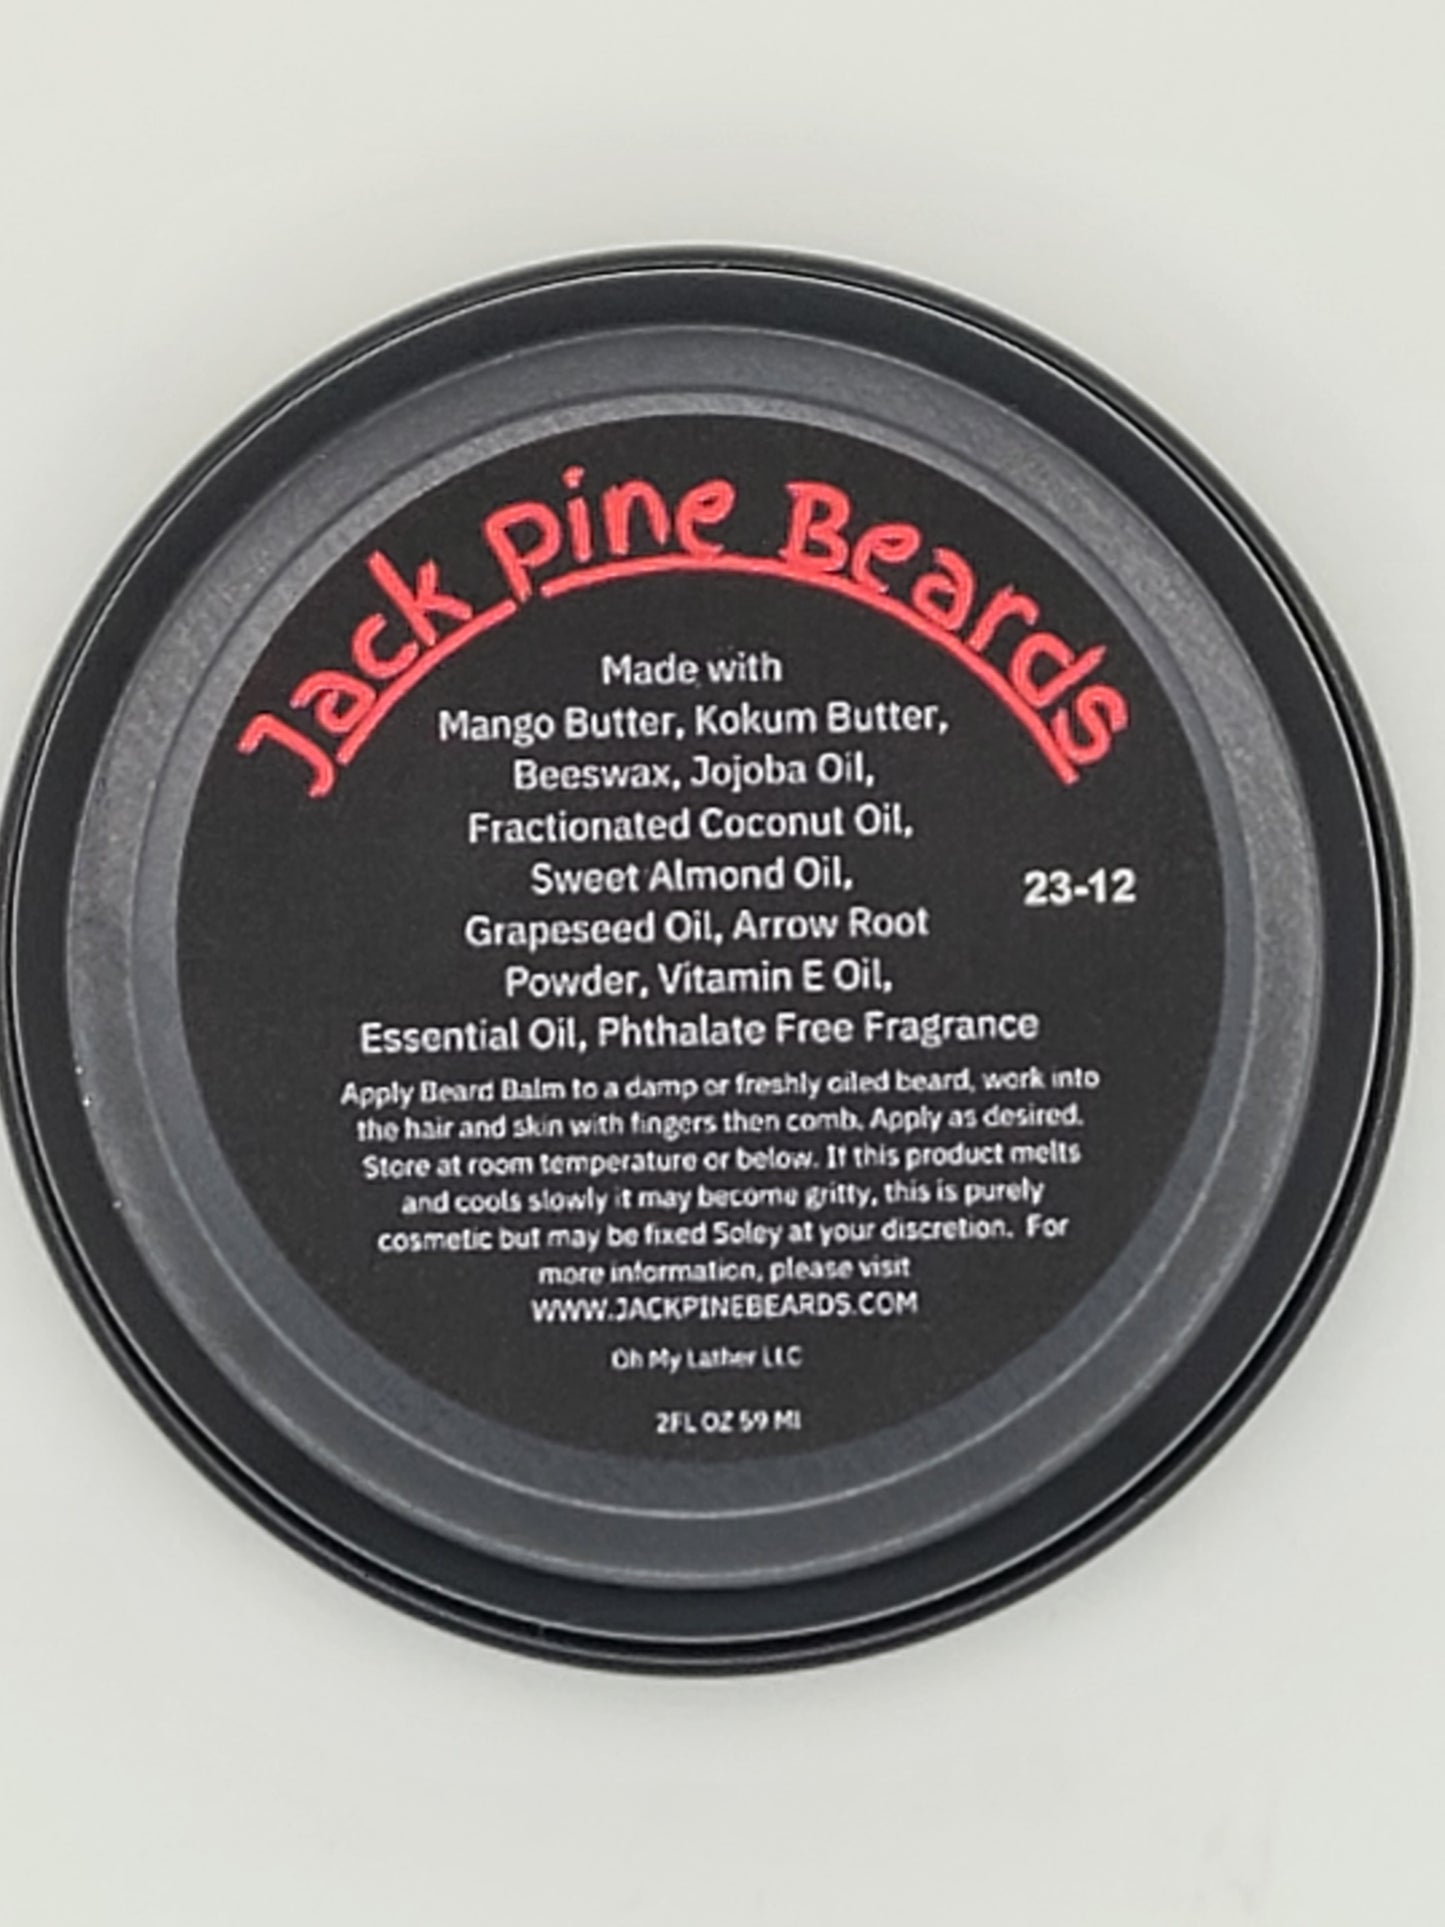 Jack Pine Beards
Made with
Mango Butter, Kokum Butter,
Beeswax, Jojoba Oil,
Fractionated Coconut Oil,
Sweet Almond Oil,
Grapeseed Oil, Arrow Root
Powder, Vitamin E Oil,
Essential Oil, Phthalate Free Fragrance
23-12
Apply Beard Balm to a damp or freshly oiled beard, work into
the hair and skin with fingers then comb. Apply as desired.
Store at room temperature or below. If this product melts
and cools slowly it may become gritty, this is purely
cosmetic but may be fixed Soley at your discretion. For
more information, please visit
WWW.JACKPINEBEARDS.COM
Oh My Lather LLC
2FL OZ 59 Ml